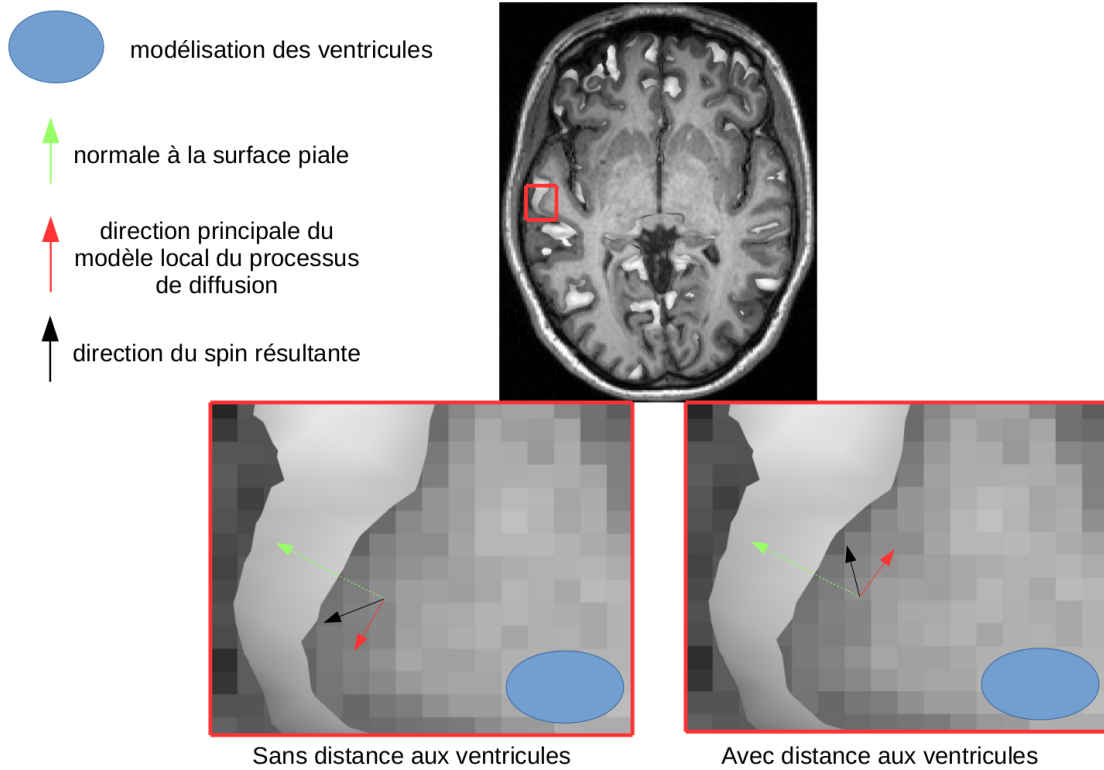 modélisation des ventricules
normale à la surface piale
direction principale du
modèle local du processus
de diffusion
direction du spin résultante
Sans distance aux ventricules
Avec distance aux ventricules